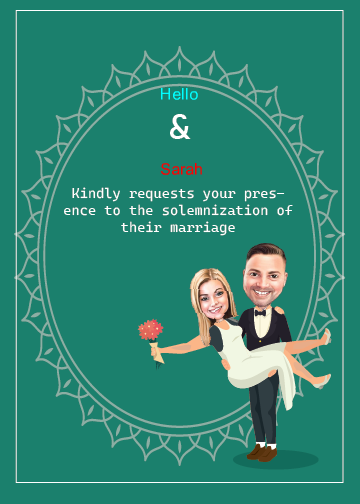 Hello
&
Sarah
Kindly requests your pres-
ence to the solemnization of
their marriage